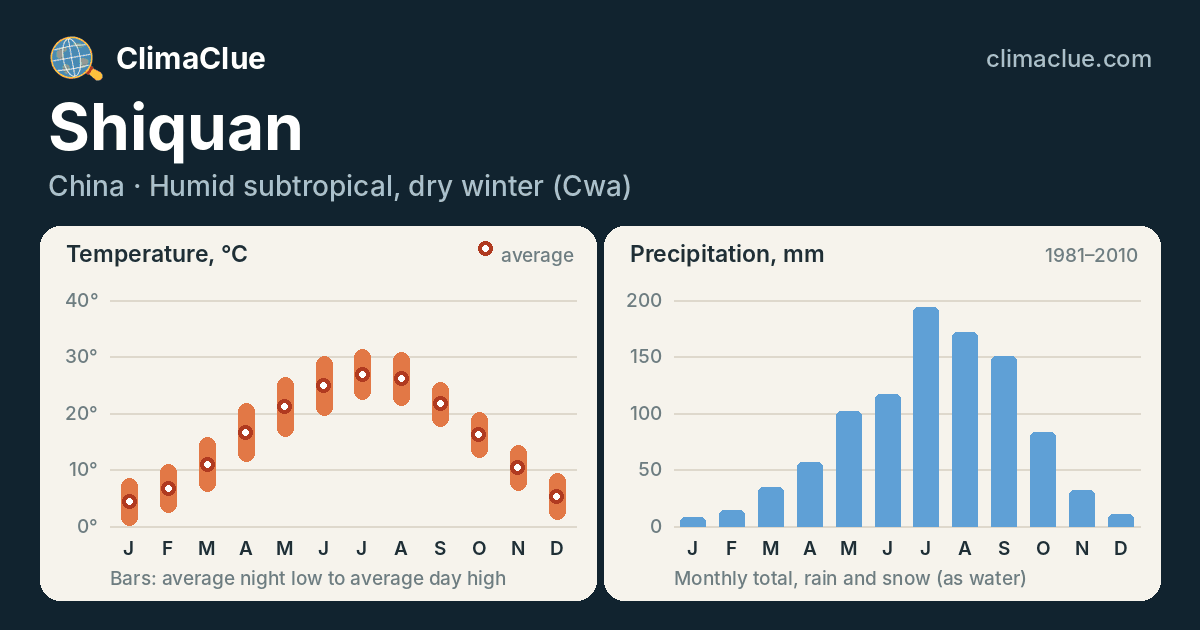 ClimaClue
climaclue.com
Shiquan
China · Humid subtropical, dry winter (Cwa)
Temperature, °C
average
40°
30°
20°
10°
0°
J F M A M J J A S O N D
Bars: average night low to average day high
Precipitation, mm
1981–2010
200
150
100
50
0
J F M A M J J A S O N D
Monthly total, rain and snow (as water)